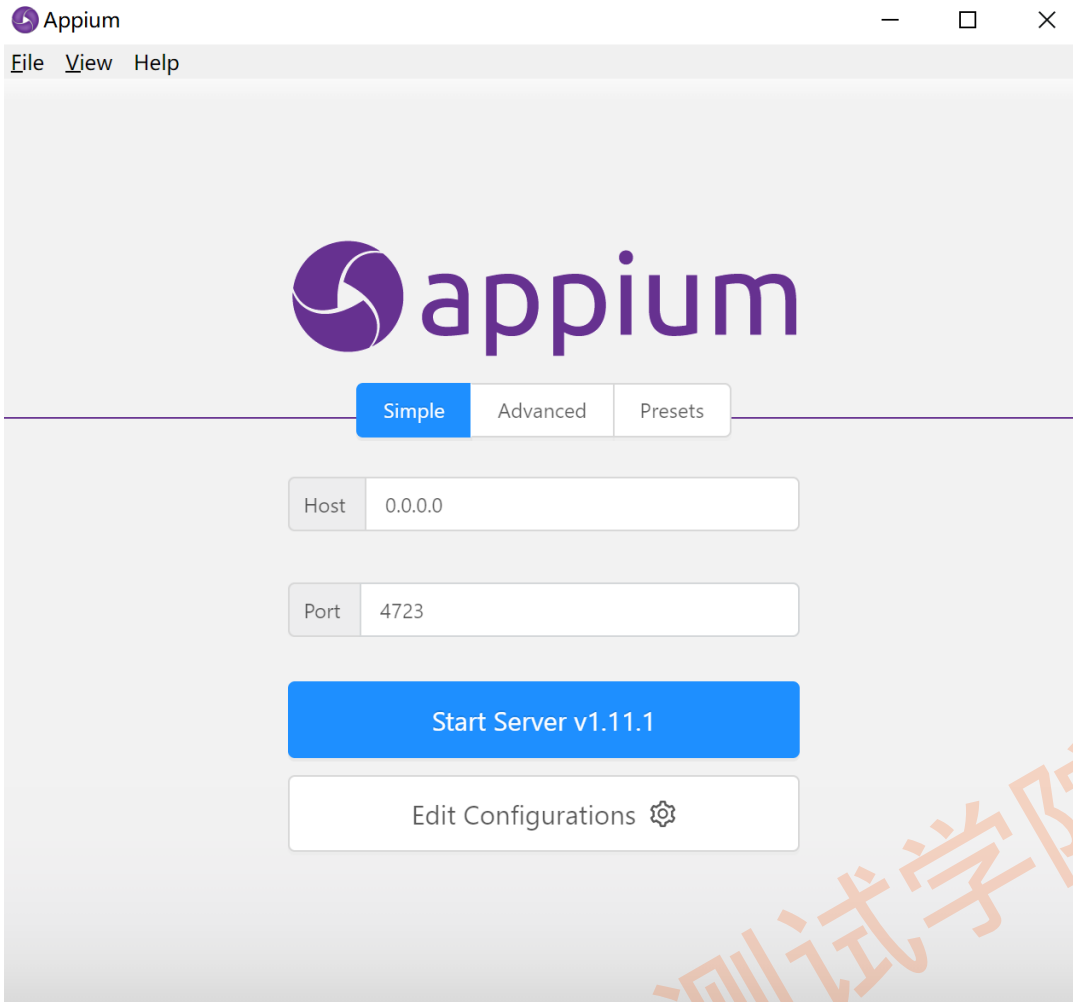 Appium
File View Help
appium
Simple Advanced Presets
Host 0.0.0.0
Port 4723
Start Server v1.11.1
Edit Configurations
测试学院